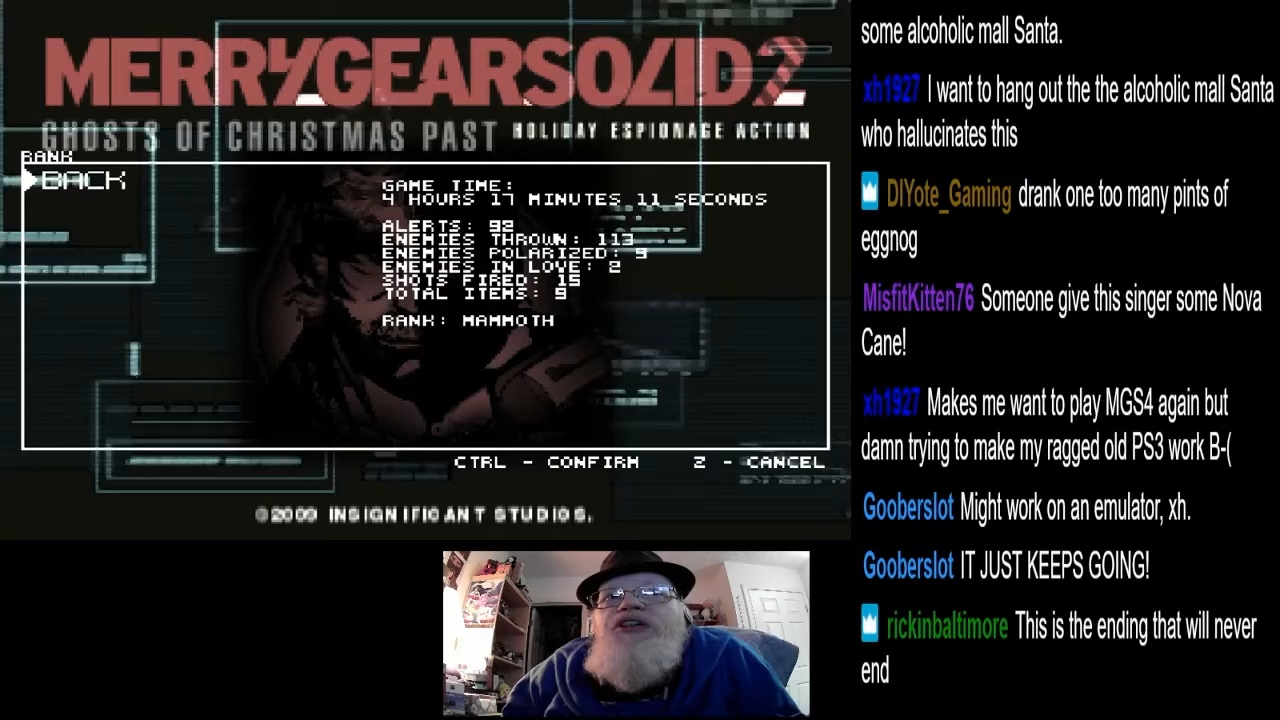 MERRYGEARSOLID2
GHOSTS OF CHRISTMAS PAST HOLIDAY ESPIONAGE ACTION
RANK
BACK
GAME TIME:
4 HOURS 17 MINUTES 11 SECONDS
ALERTS: 92
ENEMIES THROWN: 113
ENEMIES POLARIZED: 9
ENEMIES IN LOVE: 2
SHOTS FIRED: 15
TOTAL ITEMS: 9
RANK: MAMMOTH
CTRL - CONFIRM Z - CANCEL
©2009 INSIGNIFICANT STUDIOS.
some alcoholic mall Santa.
xh1927 I want to hang out the the alcoholic mall Santa
who hallucinates this
DIYote_Gaming drank one too many pints of
eggnog
MisfitKitten76 Someone give this singer some Nova
Cane!
xh1927 Makes me want to play MGS4 again but
damn trying to make my ragged old PS3 work B-(
Gooberslot Might work on an emulator, xh.
Gooberslot IT JUST KEEPS GOING!
rickinbaltimore This is the ending that will never
end